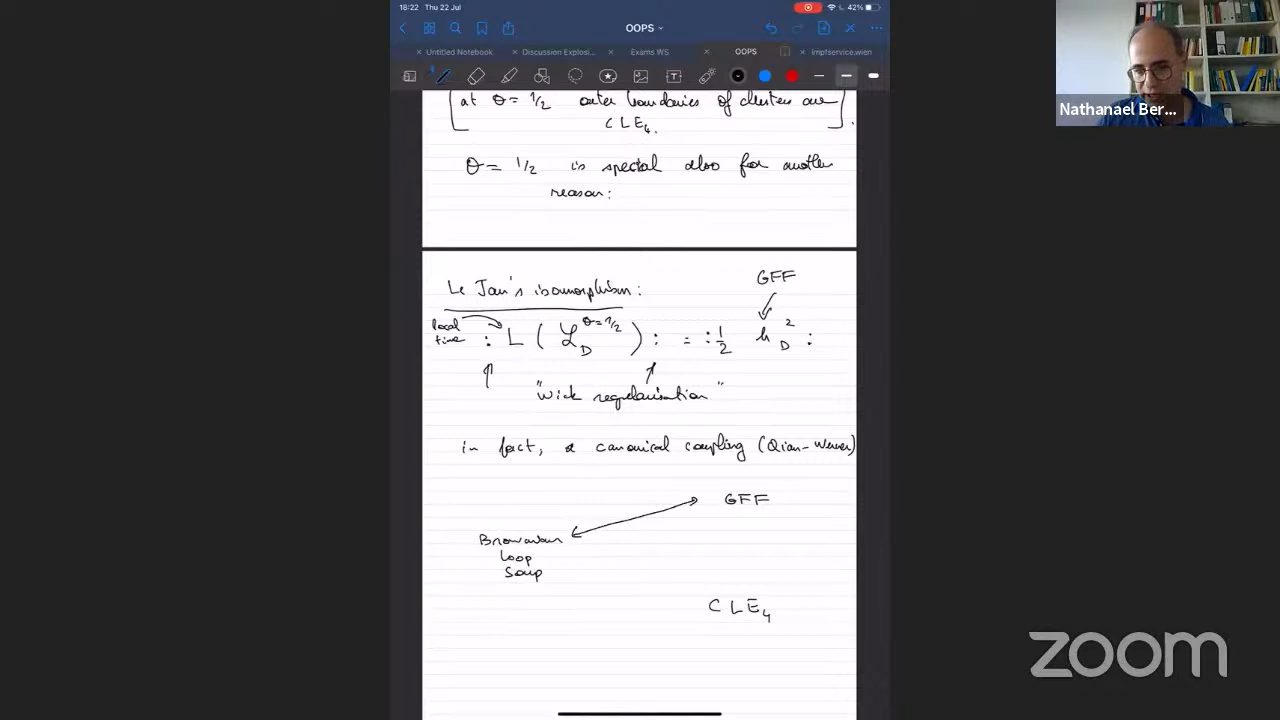 18:22 Thu 22 Jul
42%
OOPS
Untitled Notebook
Discussion Explosi...
Exams WS
OOPS
impfservice.wien
at θ = 1/2 outer boundaries of clusters are
CLE4.
θ = 1/2 is special also for another
reason:
Le Jan's isomorphism:
GFF
local
time
: L ( L_D^{θ=1/2} ) : = : 1/2 h_D^2 :
"Wick regularisation"
in fact, a canonical coupling (Qian-Werner)
GFF
Brownian
loop
soup
CLE4
Nathanael Ber...
zoom